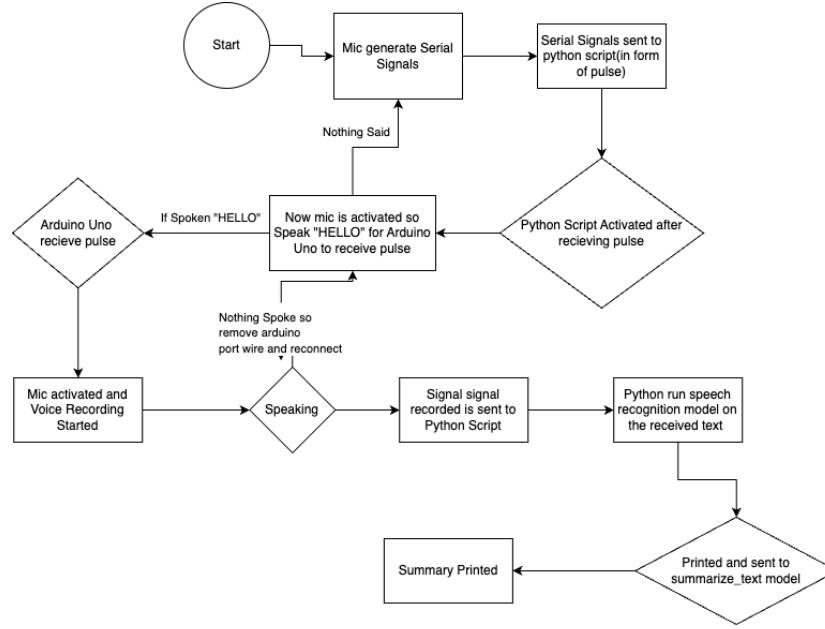 Start
Mic generate Serial
Signals
Serial Signals sent to
python script(in form
of pulse)
Nothing Said
Python Script Activated after
recieving pulse
Now mic is activated so
Speak "HELLO" for Arduino
Uno to receive pulse
If Spoken "HELLO"
Arduino Uno
recieve pulse
Nothing Spoke so
remove arduino
port wire and reconnect
Mic activated and
Voice Recording
Started
Speaking
Signal signal
recorded is sent to
Python Script
Python run speech
recognition model on
the received text
Printed and sent to
summarize_text model
Summary Printed